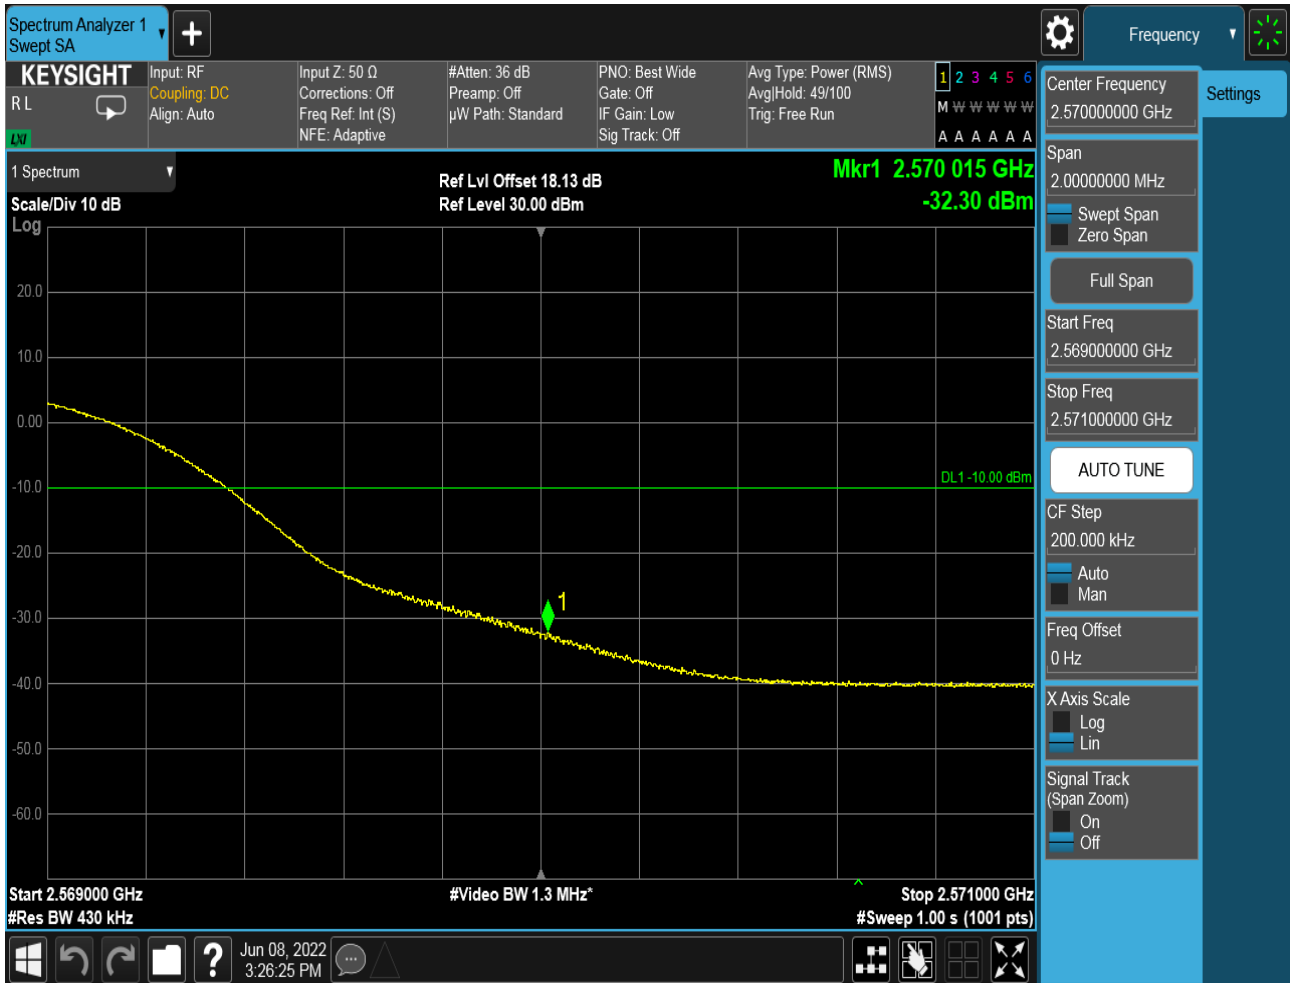 Spectrum Analyzer 1
Swept SA
+
Frequency
KEYSIGHT
R L
LXI
Input: RF
Coupling: DC
Align: Auto
Input Z: 50 Ω
Corrections: Off
Freq Ref: Int (S)
NFE: Adaptive
#Atten: 36 dB
Preamp: Off
µW Path: Standard
PNO: Best Wide
Gate: Off
IF Gain: Low
Sig Track: Off
Avg Type: Power (RMS)
Avg|Hold: 49/100
Trig: Free Run
1 2 3 4 5 6
M W W W W W
A A A A A A
1 Spectrum
Scale/Div 10 dB
Log
Ref Lvl Offset 18.13 dB
Ref Level 30.00 dBm
Mkr1 2.570 015 GHz
-32.30 dBm
20.0
10.0
0.00
-10.0
-20.0
-30.0
-40.0
-50.0
-60.0
DL1 -10.00 dBm
1
Start 2.569000 GHz
#Res BW 430 kHz
#Video BW 1.3 MHz*
Stop 2.571000 GHz
#Sweep 1.00 s (1001 pts)
Center Frequency
2.570000000 GHz
Settings
Span
2.00000000 MHz
Swept Span
Zero Span
Full Span
Start Freq
2.569000000 GHz
Stop Freq
2.571000000 GHz
AUTO TUNE
CF Step
200.000 kHz
Auto
Man
Freq Offset
0 Hz
X Axis Scale
Log
Lin
Signal Track
(Span Zoom)
On
Off
?
Jun 08, 2022
3:26:25 PM